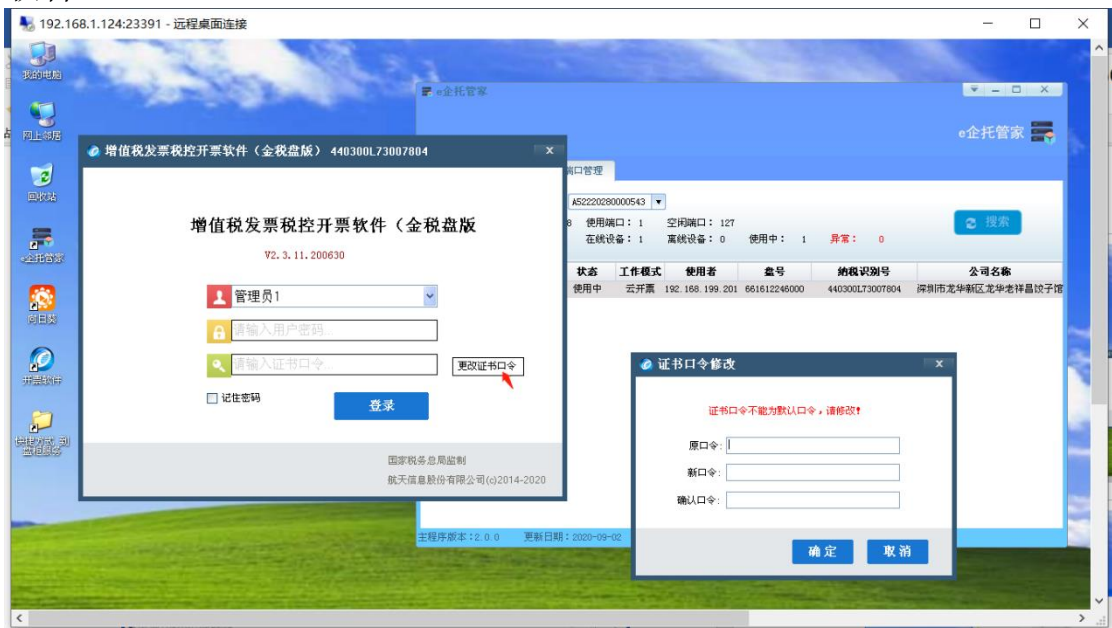 192.168.1.124:23391 - 远程桌面连接
我的电脑
网上邻居
回收站
e企托管家
向日葵
开票软件
e企托管家
e企托管家
端口管理
A52220280000543
使用端口： 1 空闲端口： 127
在线设备： 1 离线设备： 0 使用中： 1 异常： 0
搜索
状态 工作模式 使用者 盘号 纳税识别号 公司名称
使用中 云开票 192.168.199.201 661612246000 440300L73007804 深圳市龙华新区龙华老祥昌饺子馆
主程序版本：2.0.0 更新日期：2020-09-02
增值税发票税控开票软件（金税盘版） 440300L73007804
增值税发票税控开票软件（金税盘版
V2.3.11.200630
管理员1
请输入用户密码..
请输入证书口令..
更改证书口令
记住密码
登录
国家税务总局监制
航天信息股份有限公司(c)2014-2020
证书口令修改
证书口令不能为默认口令，请修改!
原口令:
新口令:
确认口令:
确定 取消